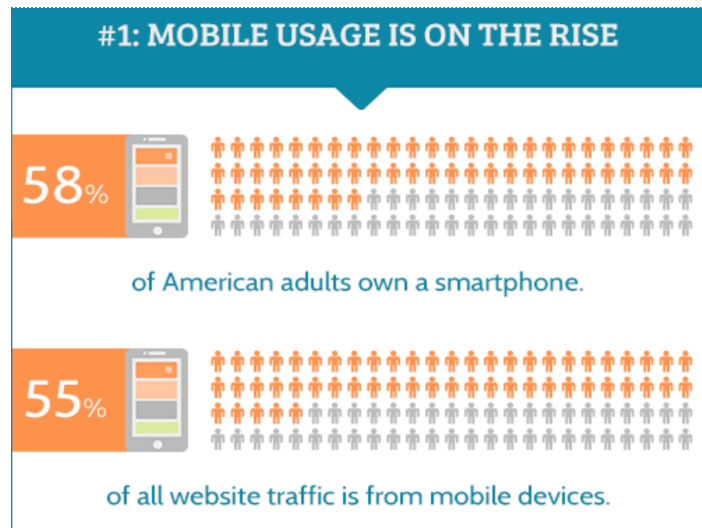 #1: MOBILE USAGE IS ON THE RISE
58%
of American adults own a smartphone.
55%
of all website traffic is from mobile devices.